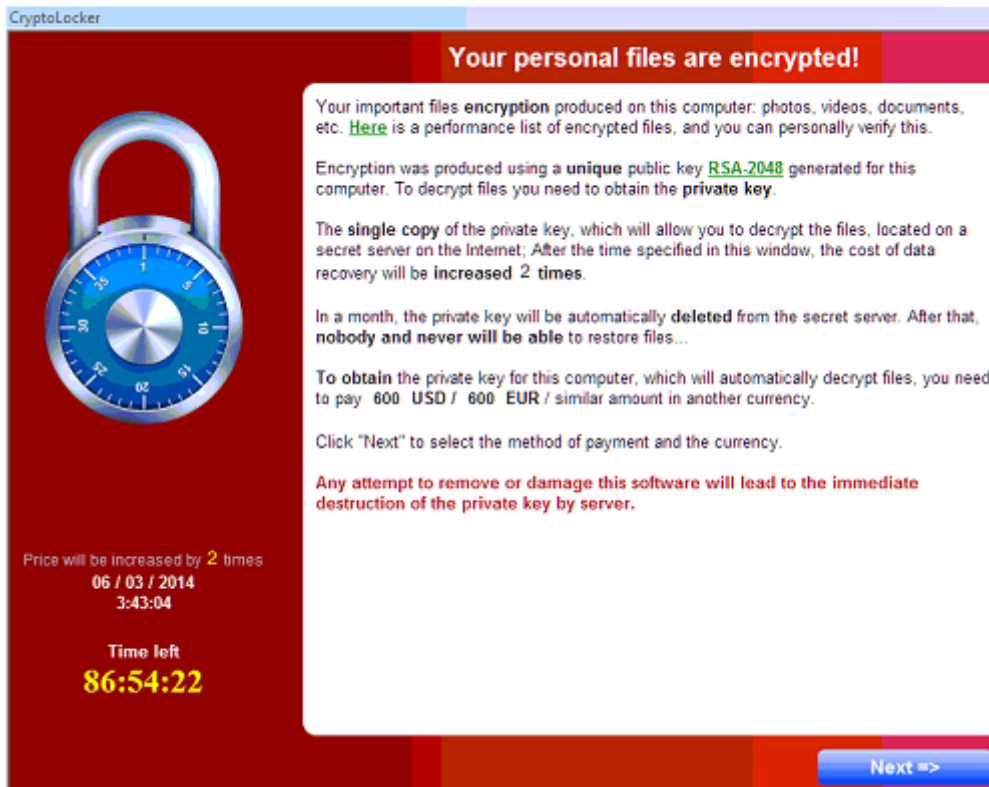 CryptoLocker
Your personal files are encrypted!
Your important files encryption produced on this computer: photos, videos, documents,
etc. Here is a performance list of encrypted files, and you can personally verify this.
Encryption was produced using a unique public key RSA-2048 generated for this
computer. To decrypt files you need to obtain the private key.
The single copy of the private key, which will allow you to decrypt the files, located on a
secret server on the Internet; After the time specified in this window, the cost of data
recovery will be increased 2 times.
In a month, the private key will be automatically deleted from the secret server. After that,
nobody and never will be able to restore files...
To obtain the private key for this computer, which will automatically decrypt files, you need
to pay 600 USD / 600 EUR / similar amount in another currency.
Click "Next" to select the method of payment and the currency.
Any attempt to remove or damage this software will lead to the immediate
destruction of the private key by server.
1
5
10
15
20
25
30
35
Price will be increased by 2 times
06 / 03 / 2014
3:43:04
Time left
86:54:22
Next =>